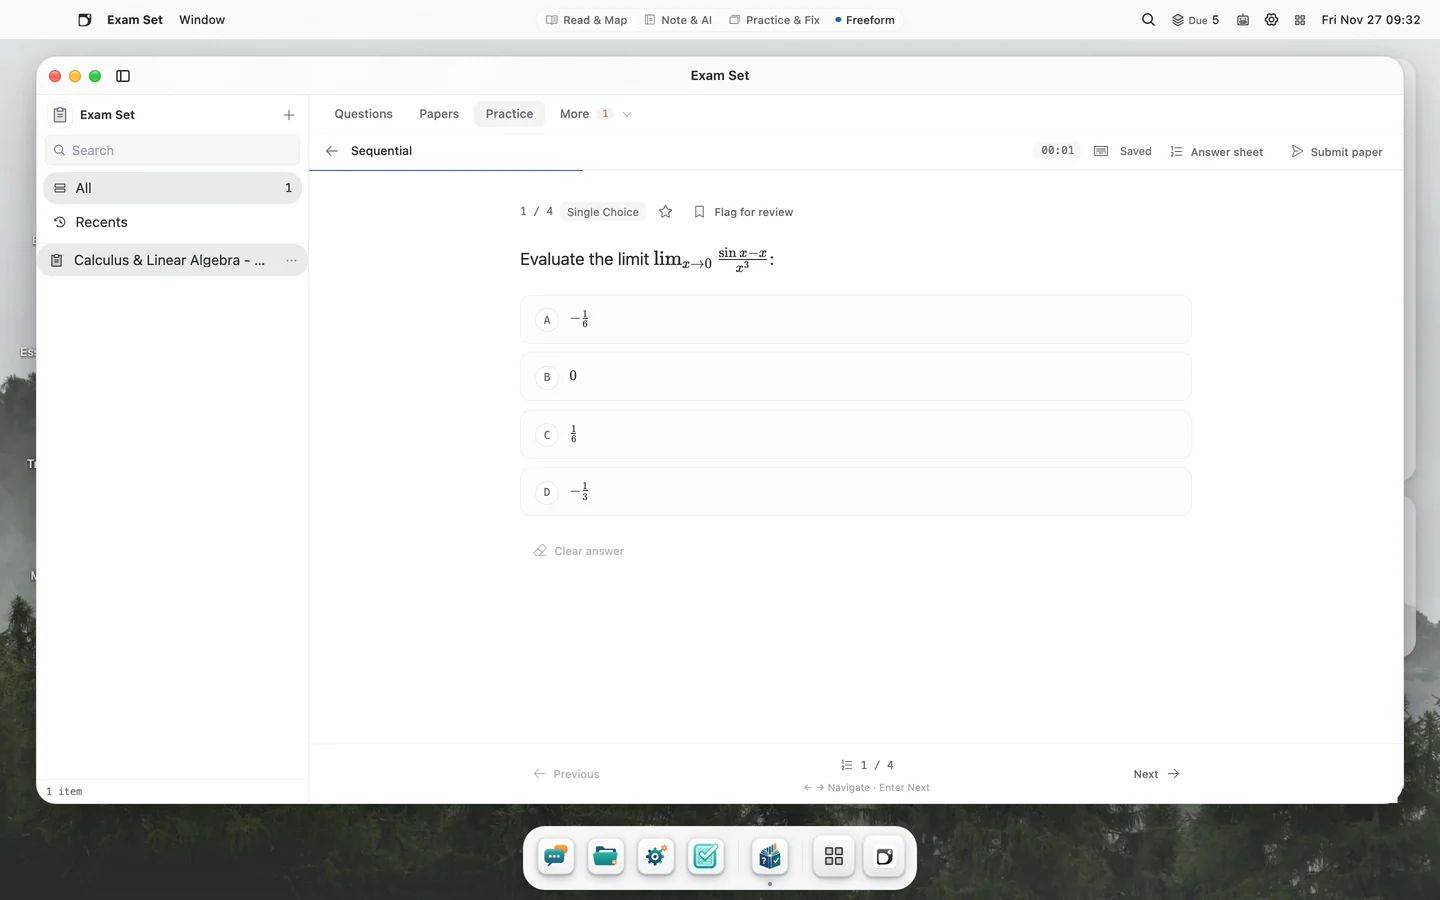 Exam Set Window Read & Map Note & AI Practice & Fix Freeform Due 5 Fri Nov 27 09:32
Exam Set
Exam Set
Search
All 1
Recents
Calculus & Linear Algebra - ...
1 item
Questions Papers Practice More 1
Sequential 00:01 Saved Answer sheet Submit paper
1 / 4 Single Choice Flag for review
Evaluate the limit lim x→0 (sin x−x)/x³:
A −1/6
B 0
C 1/6
D −1/3
Clear answer
Previous 1 / 4 Next
← → Navigate · Enter Next